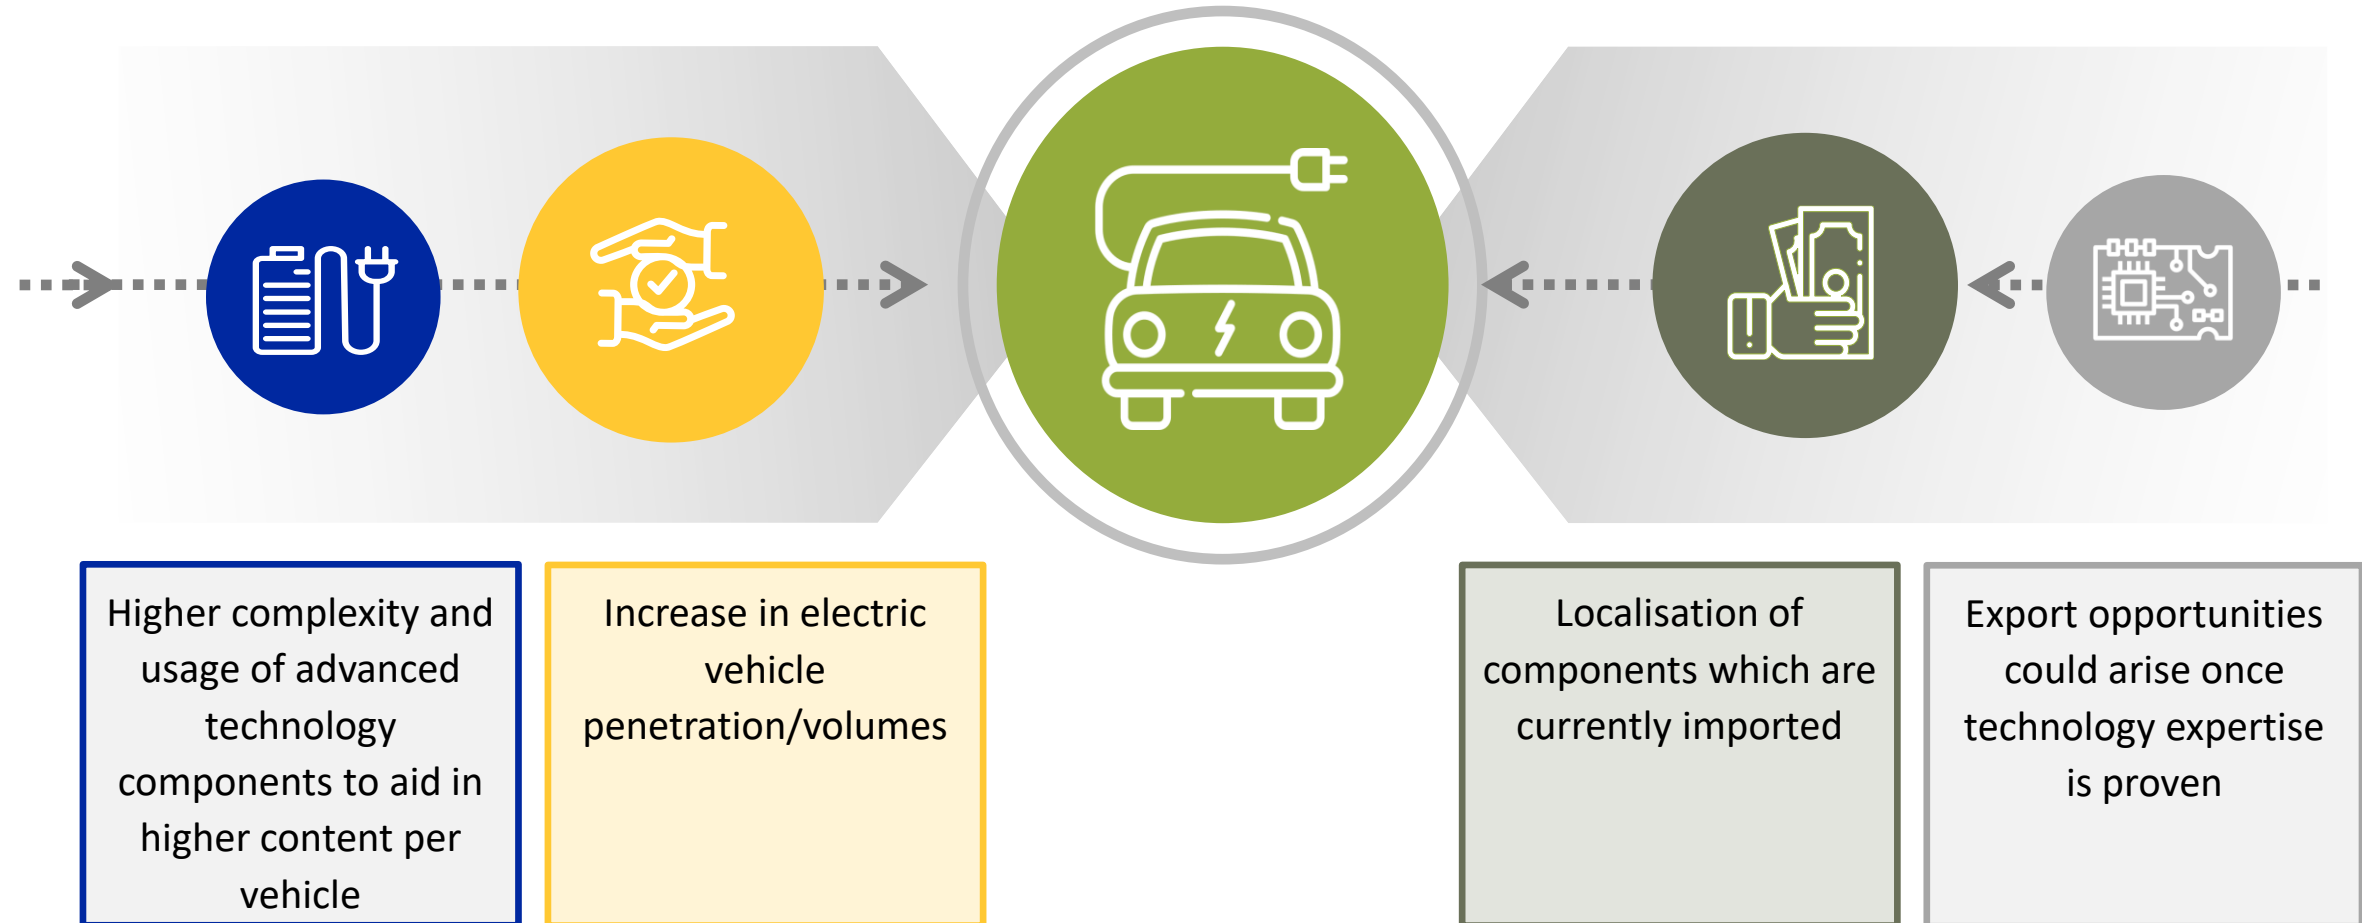 Higher complexity and
usage of advanced
technology
components to aid in
higher content per
vehicle
Increase in electric
vehicle
penetration/volumes
Localisation of
components which are
currently imported
Export opportunities
could arise once
technology expertise
is proven